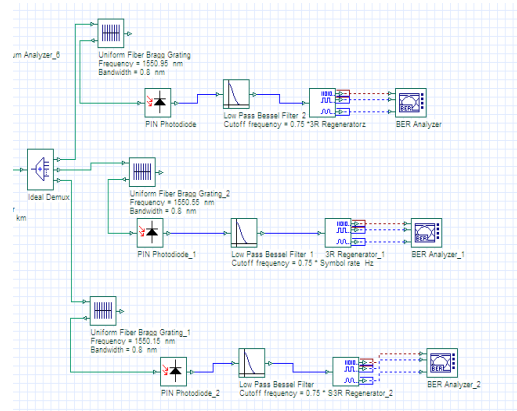 um Analyzer_6
Uniform Fiber Bragg Grating
Frequency = 1550.95 nm
Bandwidth = 0.8 nm
PIN Photodiode
Low Pass Bessel Filter_2
Cutoff frequency = 0.75 *3R Regeneratorz
BER Analyzer
Ideal Demux
km
Uniform Fiber Bragg Grating_2
Frequency = 1550.55 nm
Bandwidth = 0.8 nm
PIN Photodiode_1
Low Pass Bessel Filter_1
Cutoff frequency = 0.75 * Symbol rate Hz
3R Regenerator_1
BER Analyzer_1
Uniform Fiber Bragg Grating_1
Frequency = 1550.15 nm
Bandwidth = 0.8 nm
PIN Photodiode_2
Low Pass Bessel Filter
Cutoff frequency = 0.75 * S3R Regenerator_2
BER Analyzer_2